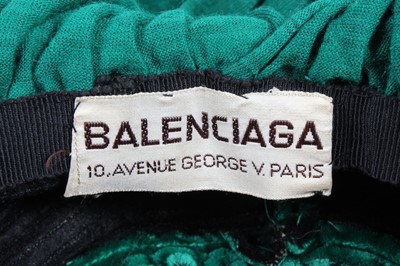 BALENCIAGA
10, AVENUE GEORGE V. PARIS